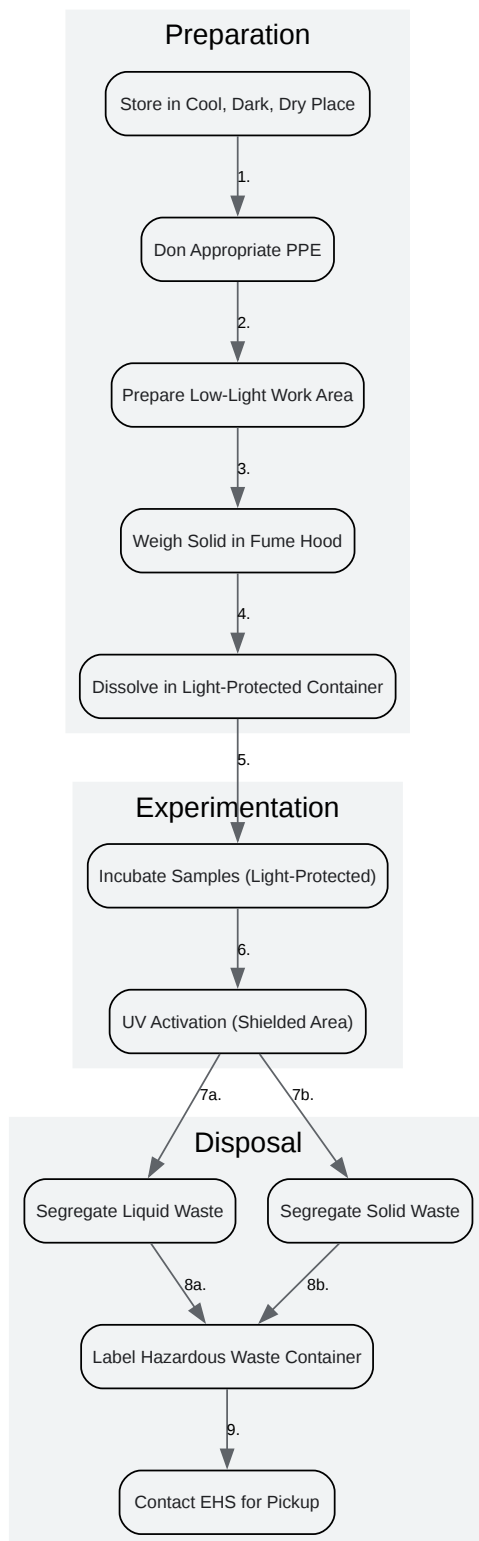 Preparation
Store in Cool, Dark, Dry Place
1.
Don Appropriate PPE
2.
Prepare Low-Light Work Area
3.
Weigh Solid in Fume Hood
4.
Dissolve in Light-Protected Container
5.
Experimentation
Incubate Samples (Light-Protected)
6.
UV Activation (Shielded Area)
7a.
7b.
Disposal
Segregate Liquid Waste
Segregate Solid Waste
8a.
8b.
Label Hazardous Waste Container
9.
Contact EHS for Pickup